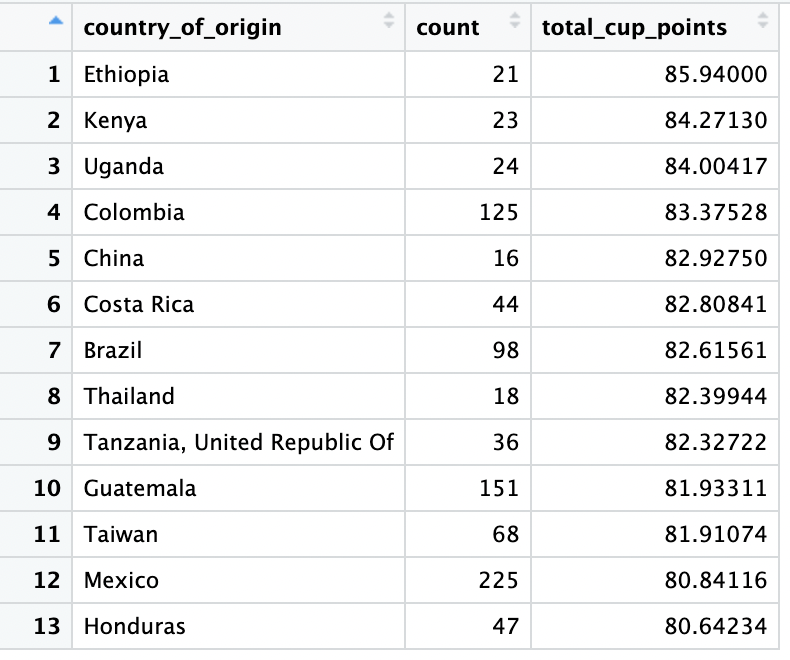 country_of_origin count total_cup_points
1 Ethiopia 21 85.94000
2 Kenya 23 84.27130
3 Uganda 24 84.00417
4 Colombia 125 83.37528
5 China 16 82.92750
6 Costa Rica 44 82.80841
7 Brazil 98 82.61561
8 Thailand 18 82.39944
9 Tanzania, United Republic Of 36 82.32722
10 Guatemala 151 81.93311
11 Taiwan 68 81.91074
12 Mexico 225 80.84116
13 Honduras 47 80.64234